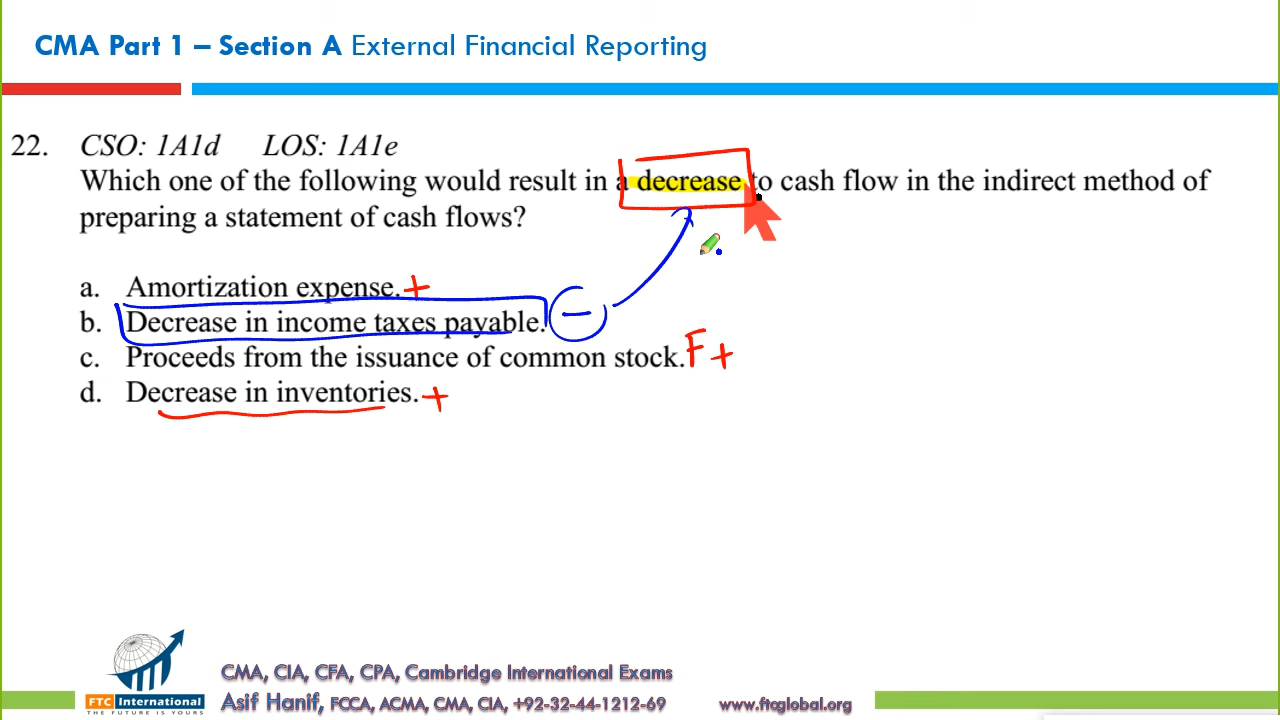 CMA Part 1 – Section A External Financial Reporting
22. CSO: 1A1d LOS: 1A1e
Which one of the following would result in a decrease to cash flow in the indirect method of
preparing a statement of cash flows?
a. Amortization expense. +
b. Decrease in income taxes payable. −
c. Proceeds from the issuance of common stock. F +
d. Decrease in inventories. +
FTC International
THE FUTURE IS YOURS
CMA, CIA, CFA, CPA, Cambridge International Exams
Asif Hanif, FCCA, ACMA, CMA, CIA, +92-32-44-1212-69 www.ftcglobal.org